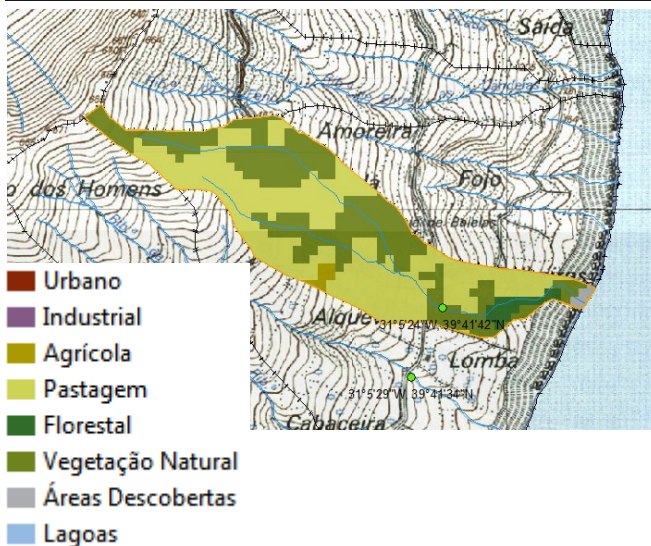 Saída
Amoreira
Fojo
dos Homens
Alque
31°5'24"W, 39°41'42"N
Lomba
31°5'29"W, 39°41'34"N
Cabaceira
Urbano
Industrial
Agrícola
Pastagem
Florestal
Vegetação Natural
Áreas Descobertas
Lagoas